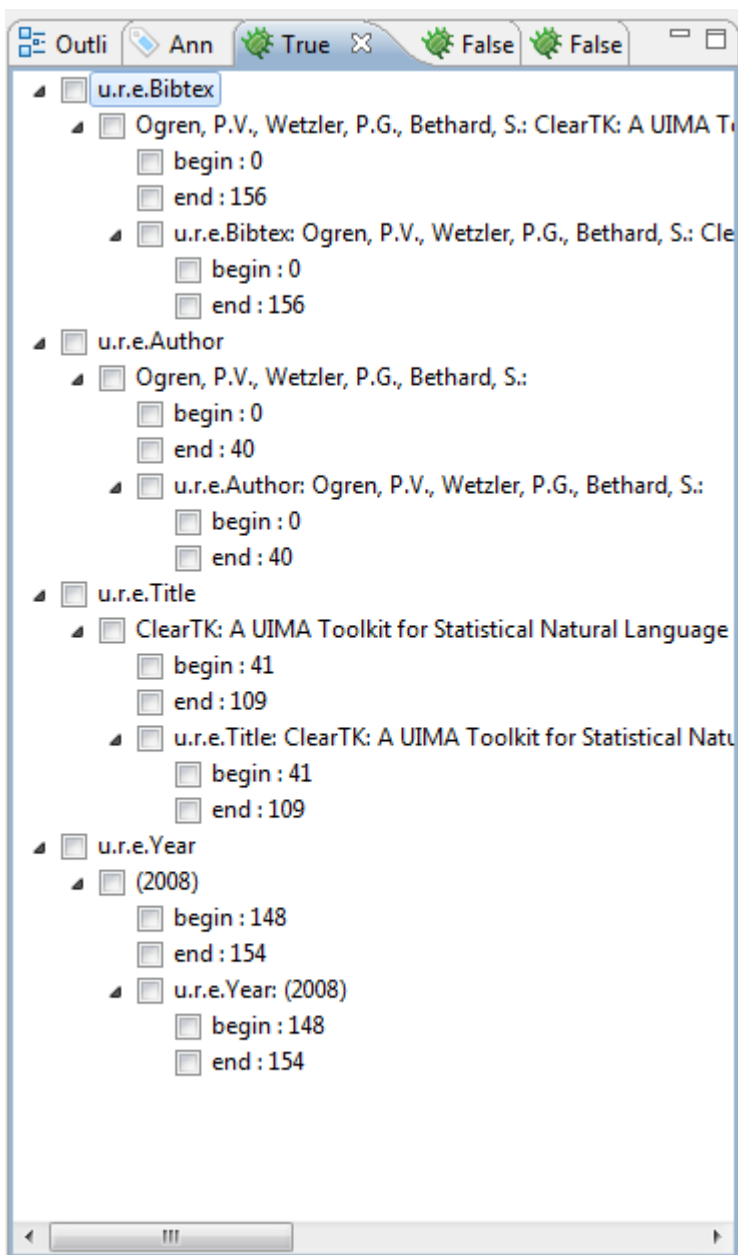 Outli Ann True False False
u.r.e.Bibtex
Ogren, P.V., Wetzler, P.G., Bethard, S.: ClearTK: A UIMA T
begin : 0
end : 156
u.r.e.Bibtex: Ogren, P.V., Wetzler, P.G., Bethard, S.: Cle
begin : 0
end : 156
u.r.e.Author
Ogren, P.V., Wetzler, P.G., Bethard, S.:
begin : 0
end : 40
u.r.e.Author: Ogren, P.V., Wetzler, P.G., Bethard, S.:
begin : 0
end : 40
u.r.e.Title
ClearTK: A UIMA Toolkit for Statistical Natural Language
begin : 41
end : 109
u.r.e.Title: ClearTK: A UIMA Toolkit for Statistical Natu
begin : 41
end : 109
u.r.e.Year
(2008)
begin : 148
end : 154
u.r.e.Year: (2008)
begin : 148
end : 154